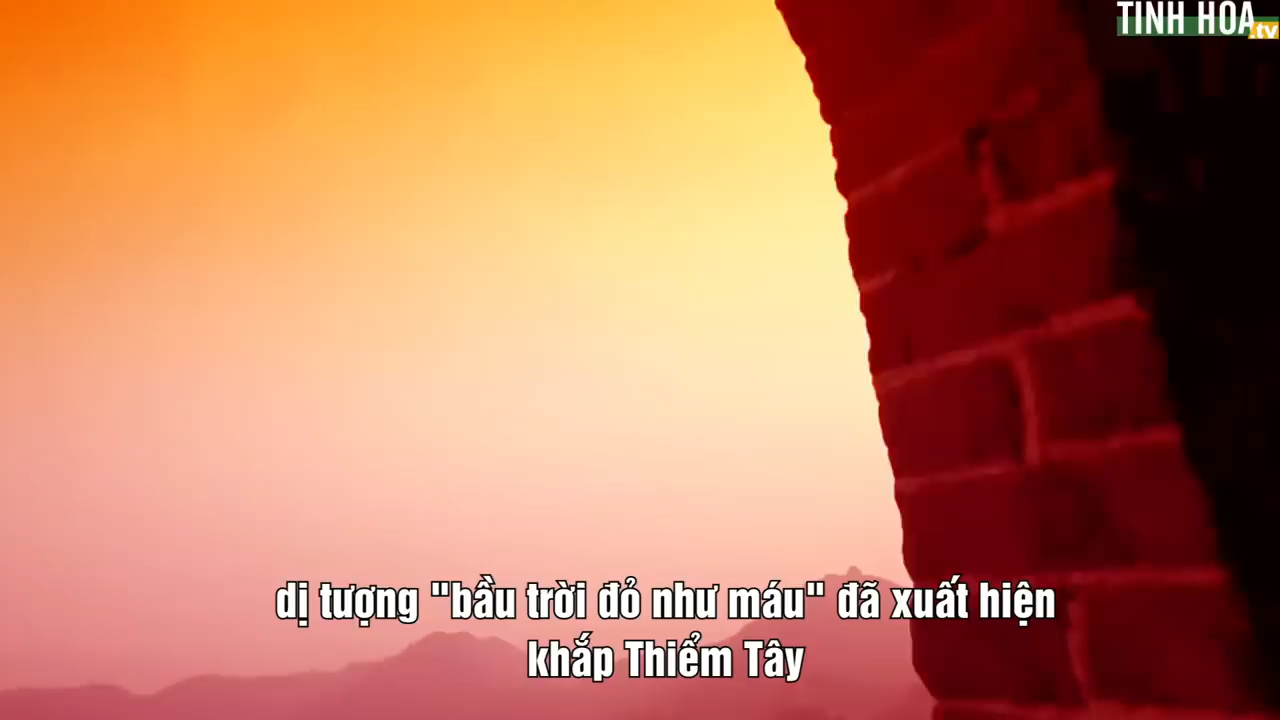 TINH HOA
.tv
dị tượng "bầu trời đỏ như máu" đã xuất hiện
khắp Thiểm Tây